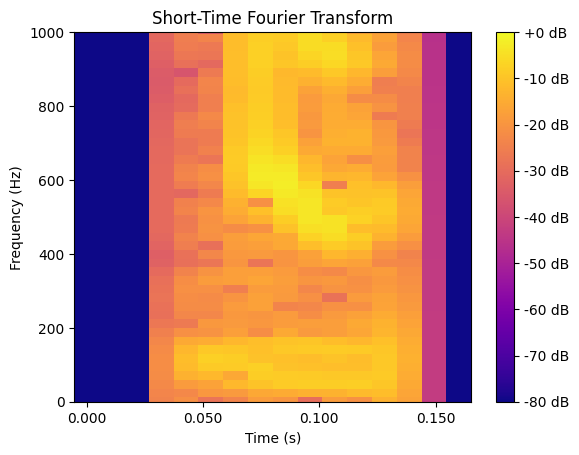 Short-Time Fourier Transform
Frequency (Hz)
1000
800
600
400
200
0
0.000
0.050
0.100
0.150
Time (s)
+0 dB
-10 dB
-20 dB
-30 dB
-40 dB
-50 dB
-60 dB
-70 dB
-80 dB